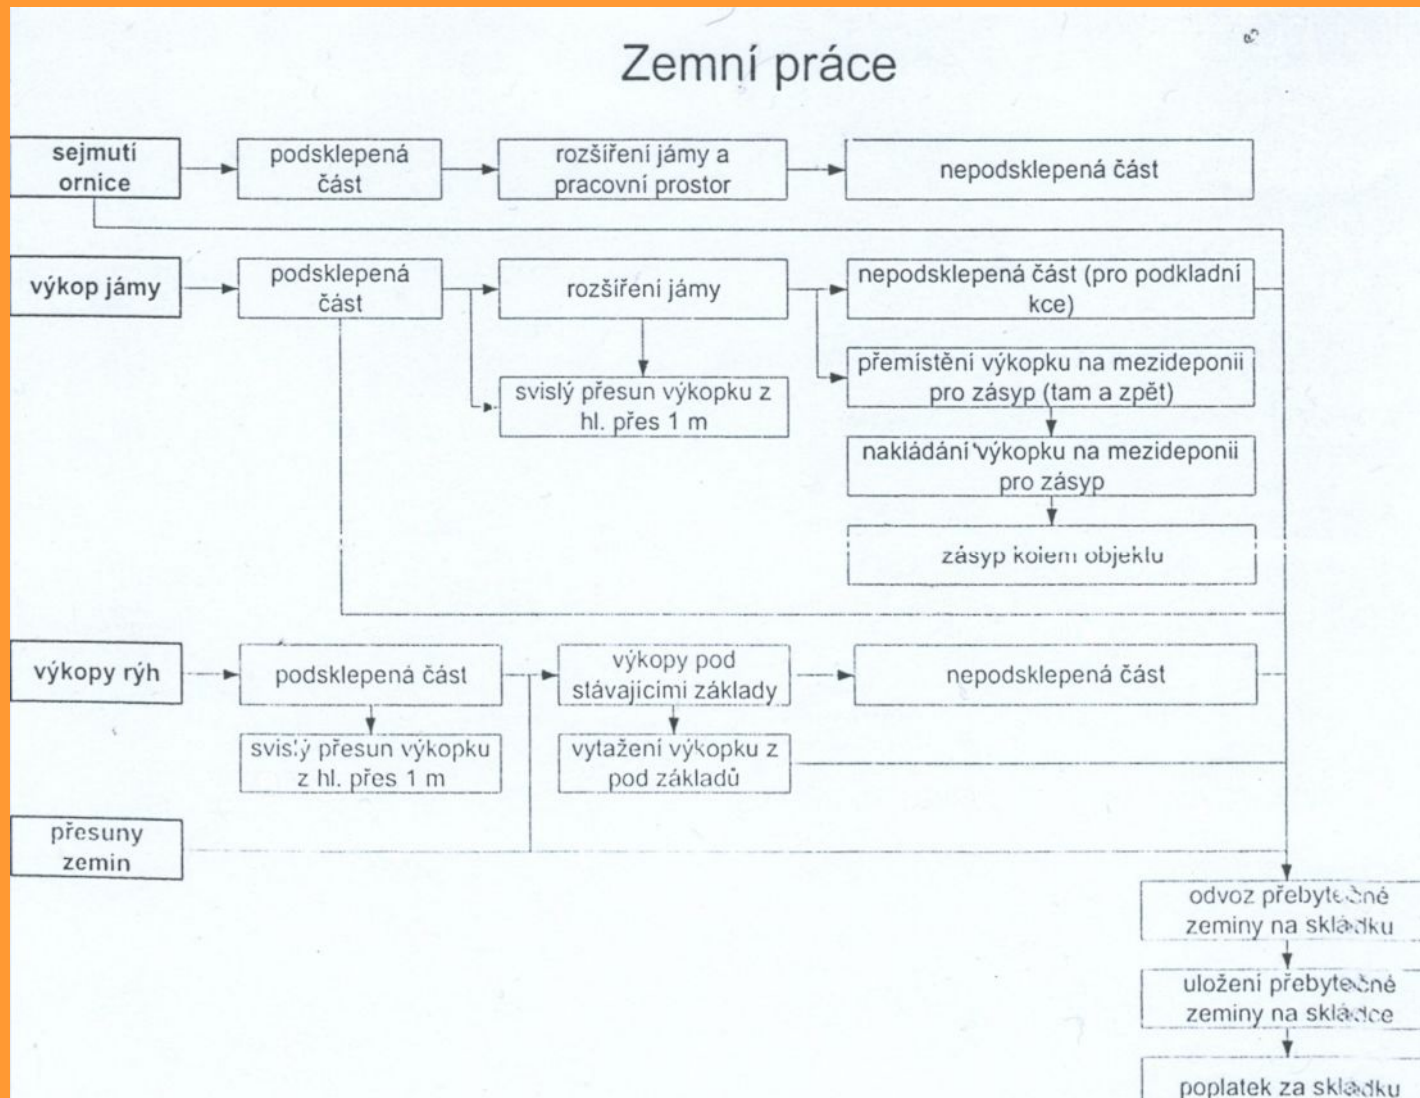 Zemní práce
sejmutí
ornice
podsklepená
část
rozšíření jámy a
pracovní prostor
nepodsklepená část
výkop jámy
podsklepená
část
rozšíření jámy
nepodsklepená část (pro podkladní
kce)
svislý přesun výkopku z
hl. přes 1 m
přemístění výkopku na mezideponii
pro zásyp (tam a zpět)
nakládání výkopku na mezideponii
pro zásyp
zásyp kolem objektu
výkopy rýh
podsklepená část
výkopy pod
stávajícimi základy
nepodsklepená část
svislý přesun výkopku
z hl. přes 1 m
vytažení výkopku z
pod základů
přesuny
zemin
odvoz přebytečné
zeminy na skládku
uložení přebytečné
zeminy na skládce
poplatek za skládku